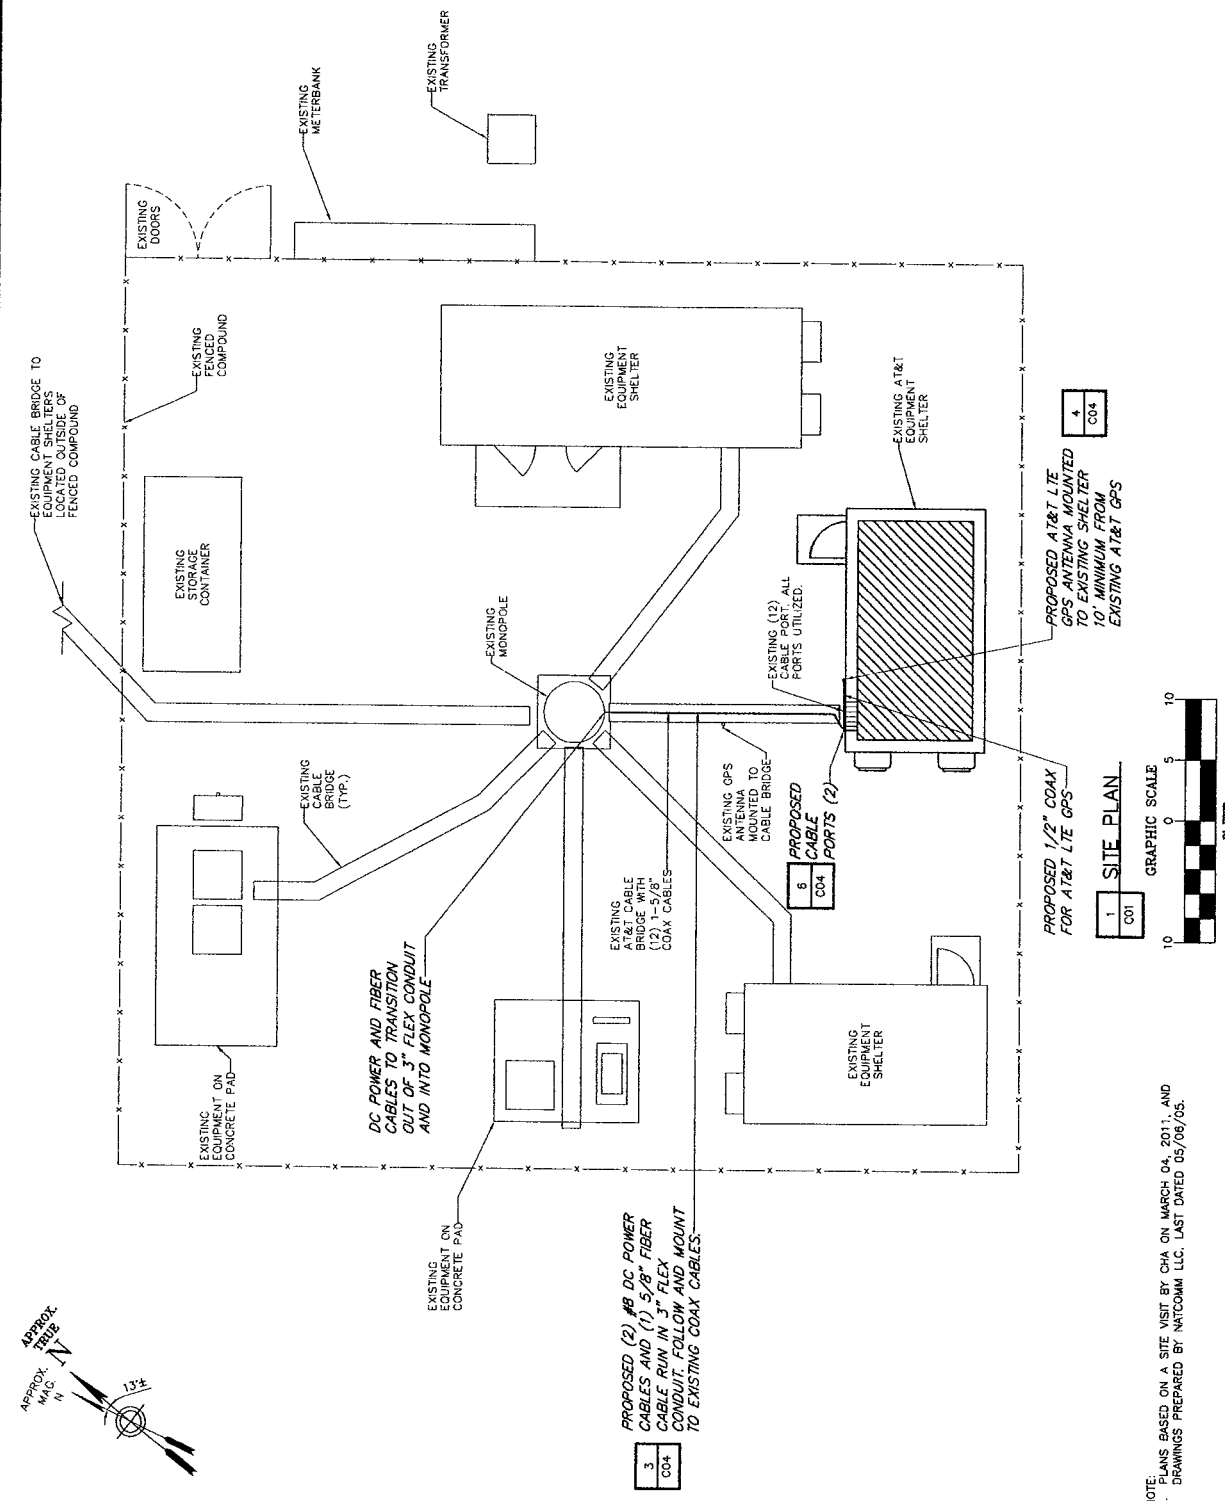 EXISTING
TRANSFORMER
EXISTING
METERBANK
EXISTING
DOORS
EXISTING
FENCED
COMPOUND
EXISTING CABLE BRIDGE TO
EQUIPMENT SHELTERS
LOCATED OUTSIDE OF
FENCED COMPOUND
EXISTING
STORAGE
CONTAINER
EXISTING
EQUIPMENT
SHELTER
EXISTING AT&T
EQUIPMENT
SHELTER
EXISTING
MONOPOLE
EXISTING (12)
CABLE PORT. ALL
PORTS UTILIZED.
PROPOSED AT&T LTE
GPS ANTENNA MOUNTED
TO EXISTING SHELTER
10' MINIMUM FROM
EXISTING AT&T GPS
4
C04
EXISTING
CABLE
BRIDGE
(TYP.)
EXISTING GPS
ANTENNA
MOUNTED TO
CABLE BRIDGE
PROPOSED
CABLE
PORTS (2)
6
C04
EXISTING
AT&T CABLE
BRIDGE WITH
(12) 1-5/8"
COAX CABLES
PROPOSED 1/2" COAX
FOR AT&T LTE GPS
DC POWER AND FIBER
CABLES TO TRANSITION
OUT OF 3" FLEX CONDUIT
AND INTO MONOPOLE
EXISTING
EQUIPMENT ON
CONCRETE PAD
EXISTING
EQUIPMENT
SHELTER
EXISTING
EQUIPMENT ON
CONCRETE PAD
PROPOSED (2) #8 DC POWER
CABLES AND (1) 5/8" FIBER
CABLE RUN IN 3" FLEX
CONDUIT. FOLLOW AND MOUNT
TO EXISTING COAX CABLES.
3
C04
APPROX.
TRUE
N
APPROX.
MAG.
N
13°±
1
C01
SITE PLAN
GRAPHIC SCALE
10 0 5 10
NOTE:
PLANS BASED ON A SITE VISIT BY CHA ON MARCH 04, 2011, AND
DRAWINGS PREPARED BY NATCOMM LLC, LAST DATED 05/06/05.